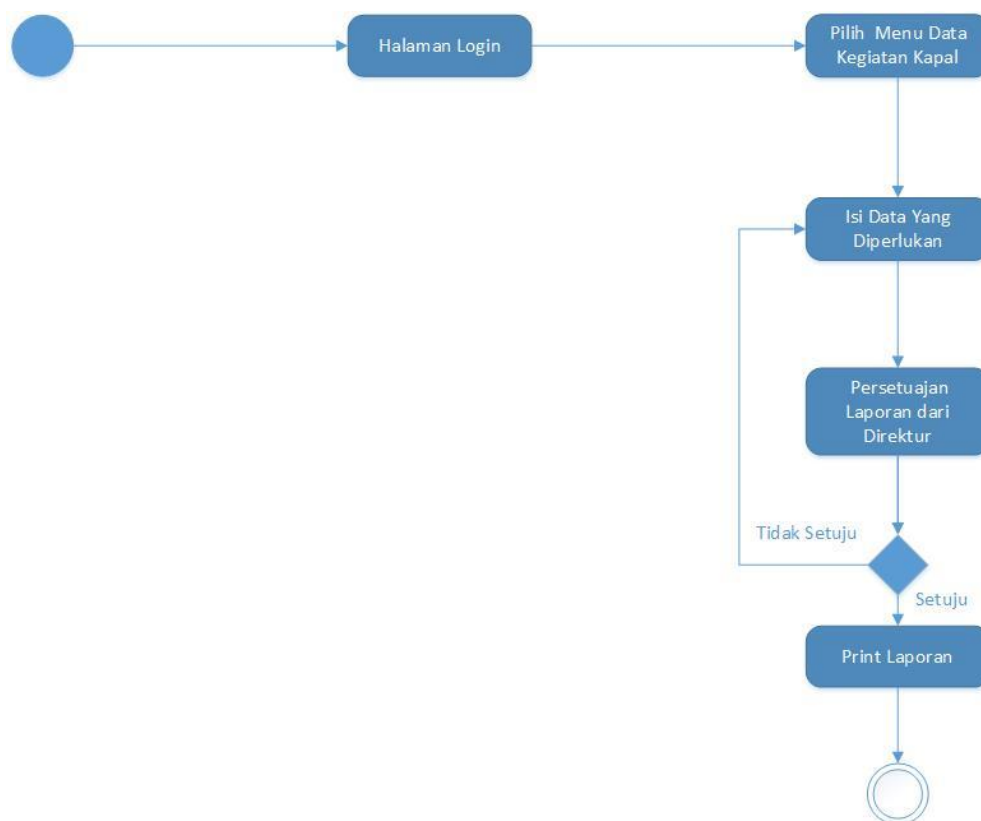 Halaman Login
Pilih Menu Data
Kegiatan Kapal
Isi Data Yang
Diperlukan
Persetuajan
Laporan dari
Direktur
Tidak Setuju
Setuju
Print Laporan